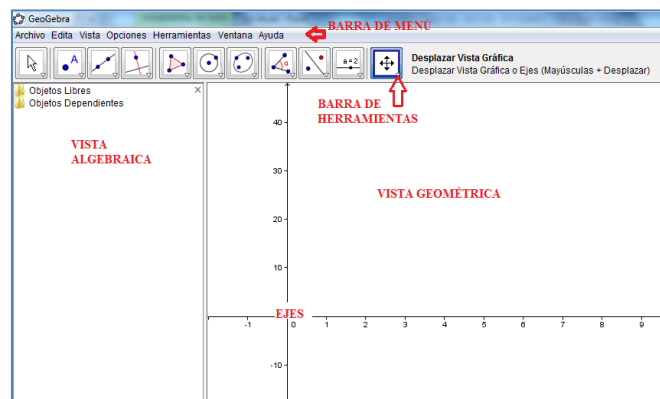 GeoGebra
BARRA DE MENÚ
Archivo Edita Vista Opciones Herramientas Ventana Ayuda
A
a=2
Desplazar Vista Gráfica
Desplazar Vista Gráfica o Ejes (Mayúsculas + Desplazar)
Objetos Libres
Objetos Dependientes
BARRA DE
HERRAMIENTAS
VISTA
ALGEBRAICA
VISTA GEOMÉTRICA
40
30
20
10
EJES
-1 0 1 2 3 4 5 6 7 8 9
-10